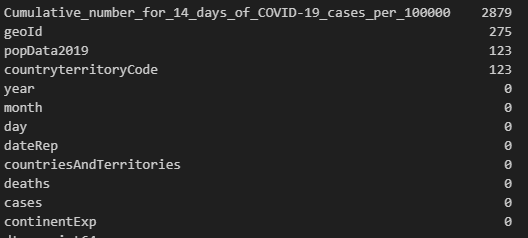 Cumulative_number_for_14_days_of_COVID-19_cases_per_100000 2879
geoId 275
popData2019 123
countryterritoryCode 123
year 0
month 0
day 0
dateRep 0
countriesAndTerritories 0
deaths 0
cases 0
continentExp 0